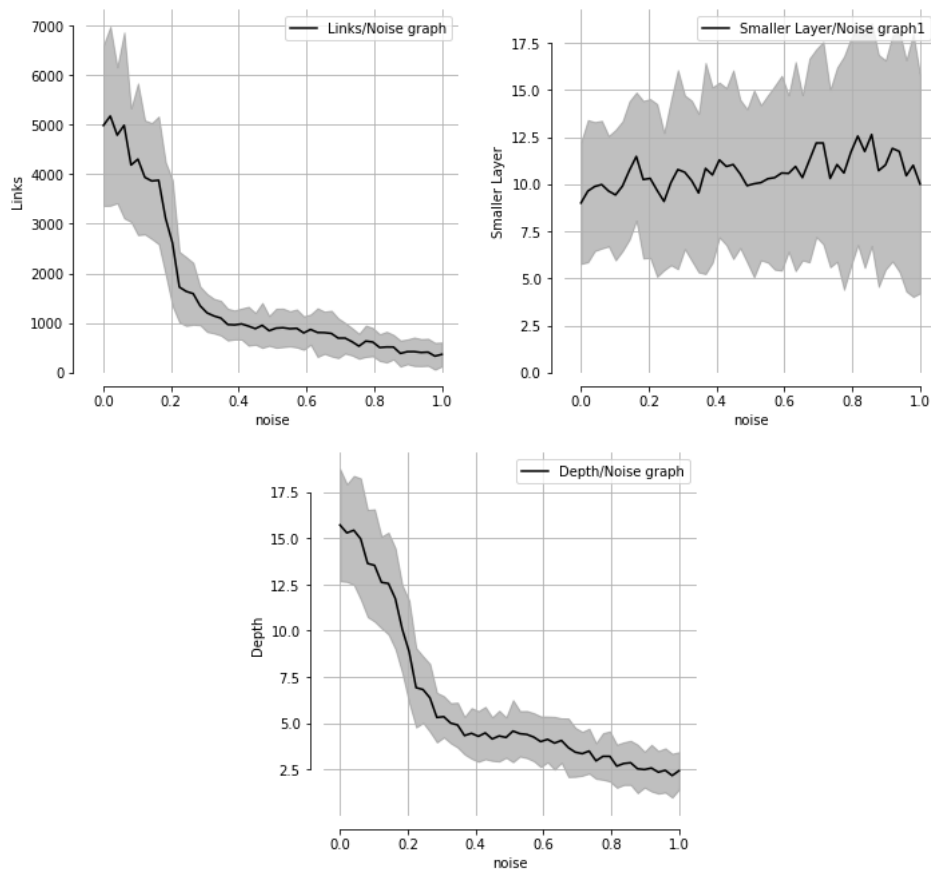 Links/Noise graph
7000
6000
5000
4000
3000
2000
1000
0
Links
0.0 0.2 0.4 0.6 0.8 1.0
noise
Smaller Layer/Noise graph1
17.5
15.0
12.5
10.0
7.5
5.0
2.5
0.0
Smaller Layer
0.0 0.2 0.4 0.6 0.8 1.0
noise
Depth/Noise graph
17.5
15.0
12.5
10.0
7.5
5.0
2.5
Depth
0.0 0.2 0.4 0.6 0.8 1.0
noise